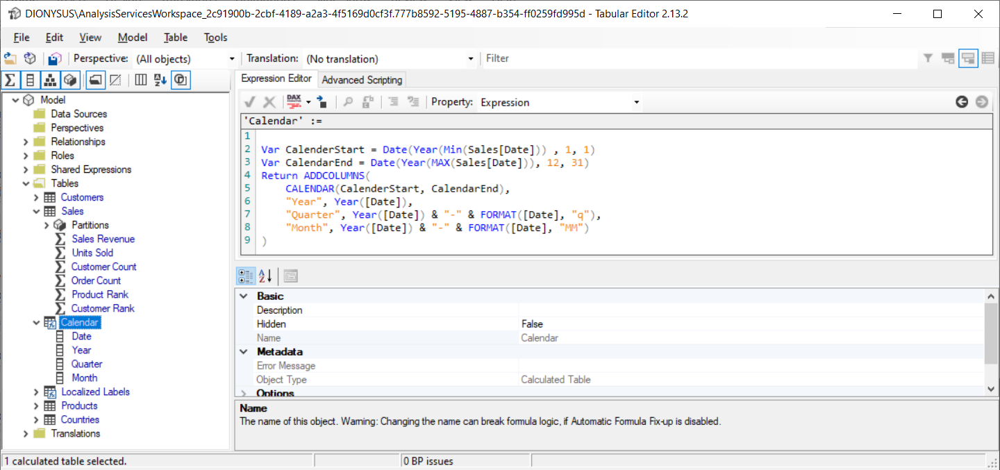 DIONYSUS\AnalysisServicesWorkspace_2c91900b-2cbf-4189-a2a3-4f5169d0cf3f.777b8592-5195-4887-b354-ff0259fd995d - Tabular Editor 2.13.2
File Edit View Model Table Tools
Perspective: (All objects) Translation: (No translation) Filter
Expression Editor Advanced Scripting
DAX Property: Expression
'Calendar' :=
1
2 Var CalenderStart = Date(Year(Min(Sales[Date])) , 1, 1)
3 Var CalendarEnd = Date(Year(MAX(Sales[Date])), 12, 31)
4 Return ADDCOLUMNS(
5 CALENDAR(CalenderStart, CalendarEnd),
6 "Year", Year([Date]),
7 "Quarter", Year([Date]) & "-" & FORMAT([Date], "q"),
8 "Month", Year([Date]) & "-" & FORMAT([Date], "MM")
9 )
Model
Data Sources
Perspectives
Relationships
Roles
Shared Expressions
Tables
Customers
Sales
Partitions
Sales Revenue
Units Sold
Customer Count
Order Count
Product Rank
Customer Rank
Calendar
Date
Year
Quarter
Month
Localized Labels
Products
Countries
Translations
Basic
Description
Hidden False
Name Calendar
Metadata
Error Message
Object Type Calculated Table
Options
Name
The name of this object. Warning: Changing the name can break formula logic, if Automatic Formula Fix-up is disabled.
1 calculated table selected. 0 BP issues